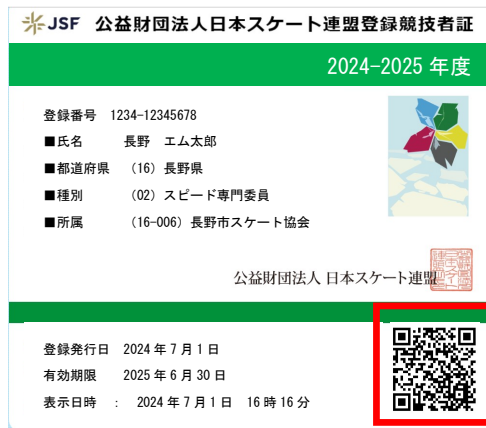 JSF 公益財団法人日本スケート連盟登録競技者証
2024-2025 年度
登録番号 1234-12345678
■氏名 長野 エム太郎
■都道府県 (16) 長野県
■種別 (02) スピード専門委員
■所属 (16-006) 長野市スケート協会
公益財団法人 日本スケート連盟
登録発行日 2024 年 7 月 1 日
有効期限 2025 年 6 月 30 日
表示日時 : 2024 年 7 月 1 日 16 時 16 分